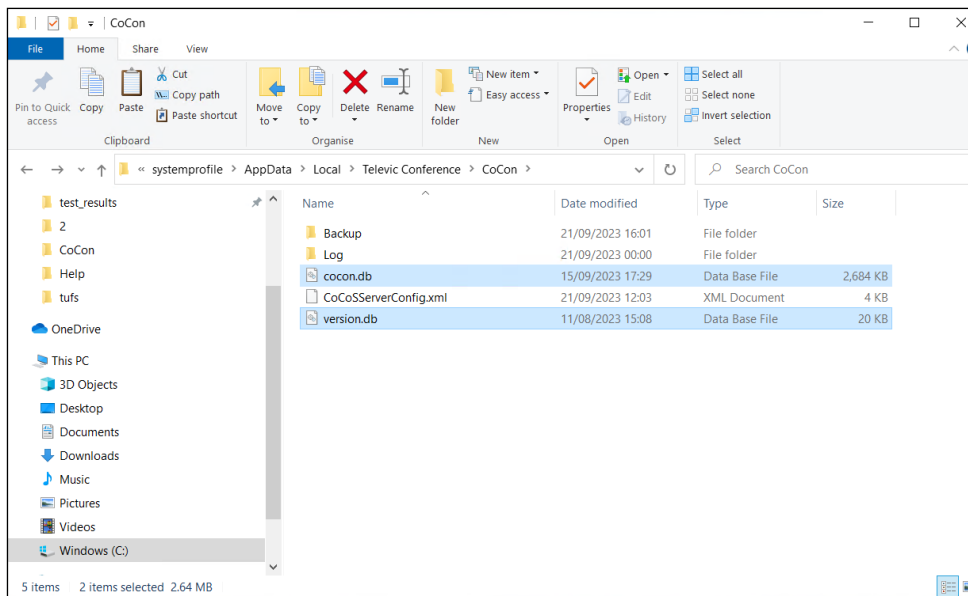 CoCon
File Home Share View
Pin to Quick access
Copy
Paste
Cut
Copy path
Paste shortcut
Clipboard
Move to
Copy to
Delete
Rename
Organise
New folder
New item
Easy access
New
Properties
Open
Edit
History
Open
Select all
Select none
Invert selection
Select
« systemprofile > AppData > Local > Televic Conference > CoCon >
Search CoCon
test_results
2
CoCon
Help
tufs
OneDrive
This PC
3D Objects
Desktop
Documents
Downloads
Music
Pictures
Videos
Windows (C:)
Name Date modified Type Size
Backup 21/09/2023 16:01 File folder
Log 21/09/2023 00:00 File folder
cocon.db 15/09/2023 17:29 Data Base File 2,684 KB
CoCoSServerConfig.xml 21/09/2023 12:03 XML Document 4 KB
version.db 11/08/2023 15:08 Data Base File 20 KB
5 items 2 items selected 2.64 MB